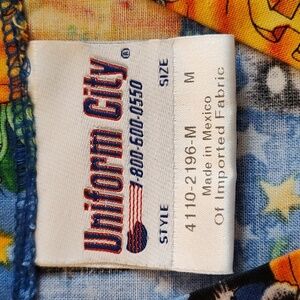 Uniform City®
1-800-600-0550
STYLE SIZE
4110-2196-M M
Made in Mexico
Of Imported Fabric